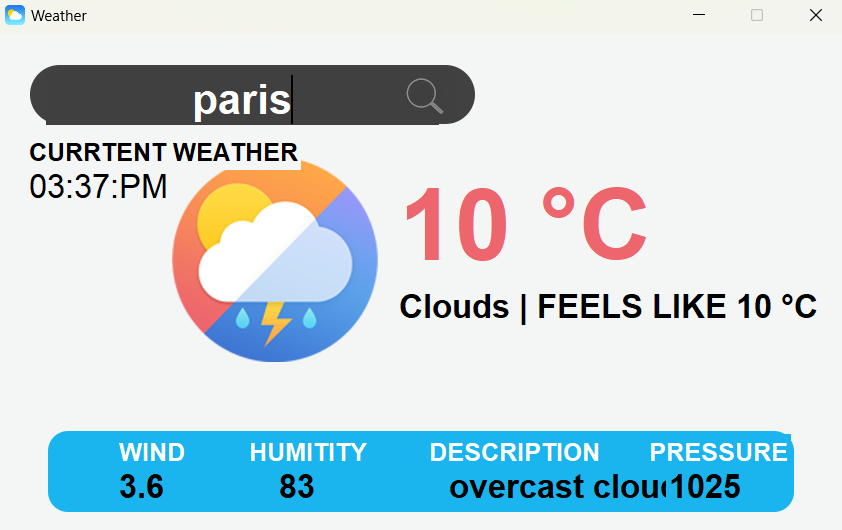 Weather
paris
CURRTENT WEATHER
03:37:PM
10 °C
Clouds | FEELS LIKE 10 °C
WIND HUMITITY DESCRIPTION PRESSURE
3.6 83 overcast clou 1025